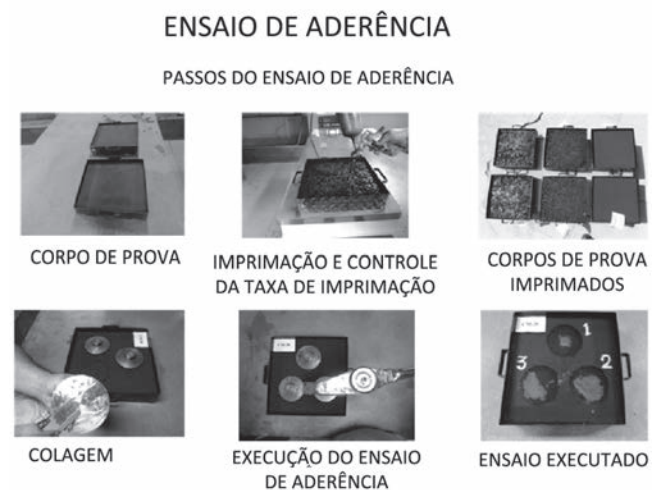 ENSAIO DE ADERÊNCIA
PASSOS DO ENSAIO DE ADERÊNCIA
CORPO DE PROVA
IMPRIMAÇÃO E CONTROLE
DA TAXA DE IMPRIMAÇÃO
CORPOS DE PROVA
IMPRIMADOS
1
3
2
COLAGEM
EXECUÇÃO DO ENSAIO
DE ADERÊNCIA
ENSAIO EXECUTADO